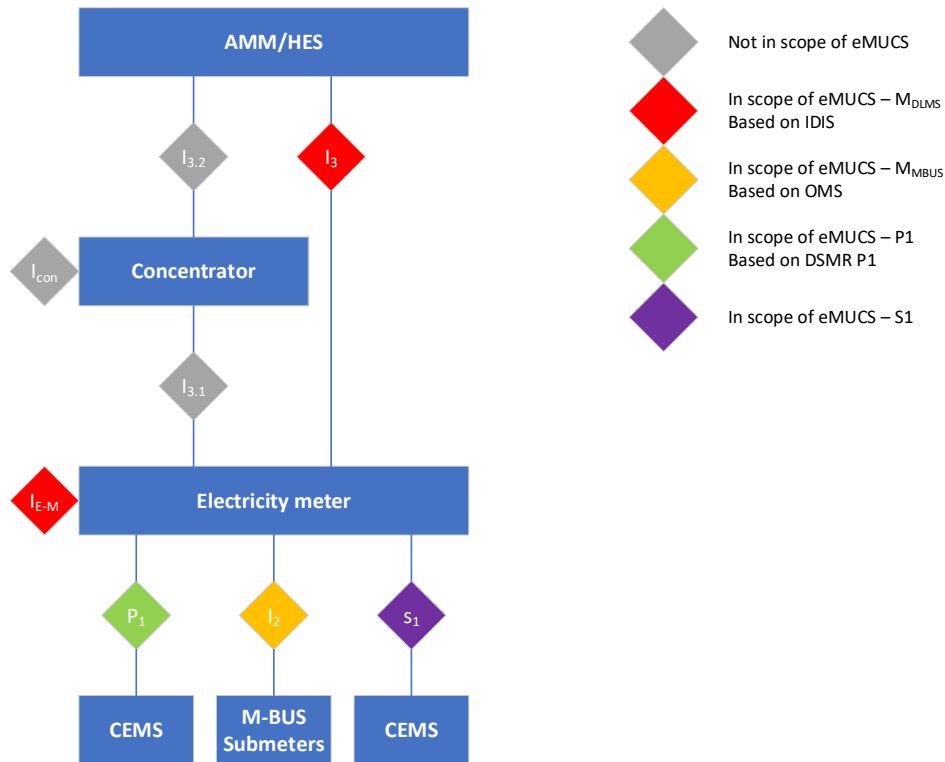 AMM/HES
I3.2
I3
Icon
Concentrator
I3.1
IE-M
Electricity meter
P1
I2
s1
CEMS
M-BUS
Submeters
CEMS
Not in scope of eMUCS
In scope of eMUCS – MDLMS
Based on IDIS
In scope of eMUCS – MMBUS
Based on OMS
In scope of eMUCS – P1
Based on DSMR P1
In scope of eMUCS – S1